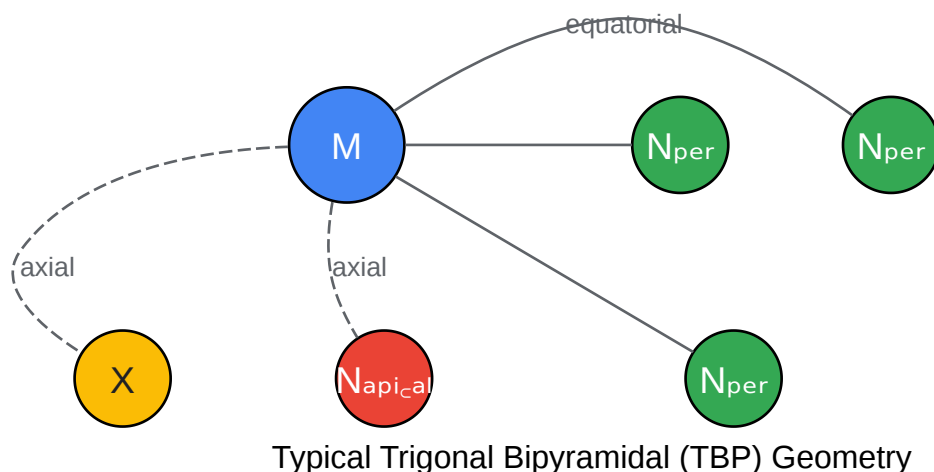 equatorial
M
Nper
Nper
axial
axial
X
Napical
Nper
Typical Trigonal Bipyramidal (TBP) Geometry